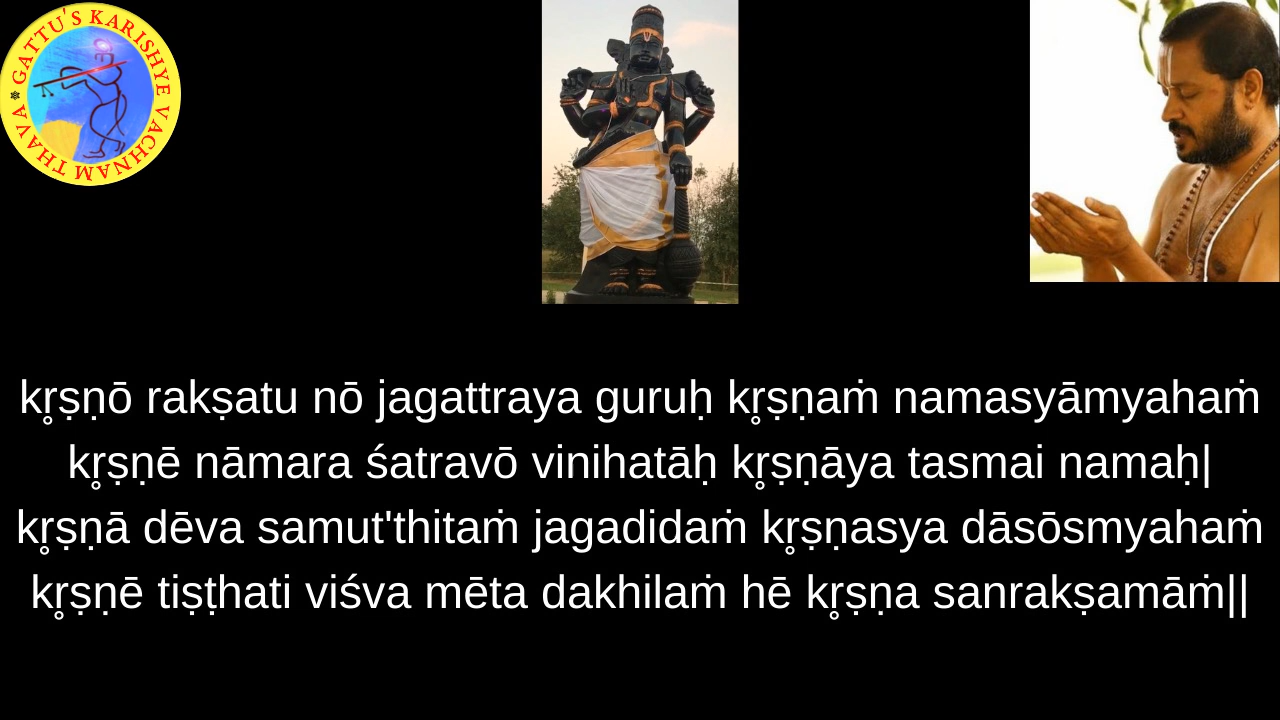 GATTU'S KARISHYE VACHNAM THAVA
kr̥ṣṇō rakṣatu nō jagattraya guruḥ kr̥ṣṇaṁ namasyāmyahaṁ
kr̥ṣṇē nāmara śatravō vinihatāḥ kr̥ṣṇāya tasmai namaḥ|
kr̥ṣṇā dēva samut'thitaṁ jagadidaṁ kr̥ṣṇasya dāsōsmyahaṁ
kr̥ṣṇē tiṣṭhati viśva mēta dakhilaṁ hē kr̥ṣṇa sanrakṣamāṁ||